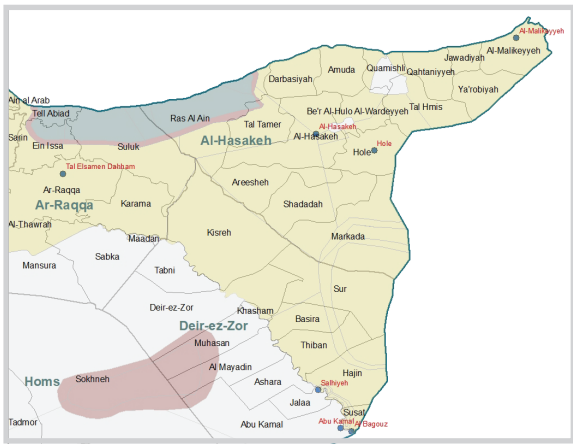 Al-Malikeyyeh
Al-Malikeyyeh
Jawadiyah
Amuda
Quamishli
Qahtaniyyeh
Darbasiyah
Ya'robiyah
Ain al Arab
Tell Abiad
Ras Al Ain
Be'r Al-Hulo Al-Wardeyyeh
Tal Hmis
Tal Tamer
Al-Hasakeh
Al-Hasakeh
Al-Hasakeh
Sarin
Ein Issa
Suluk
Hole
Hole
Tal Elsamen Dahham
Areesheh
Ar-Raqqa
Ar-Raqqa
Karama
Shadadah
Al-Thawrah
Kisreh
Markada
Maadan
Sabka
Mansura
Tabni
Sur
Deir-ez-Zor
Khasham
Basira
Deir-ez-Zor
Muhasan
Thiban
Al Mayadin
Hajin
Homs
Sokhneh
Ashara
Salhiyeh
Jalaa
Susat
Tadmor
Abu Kamal
Abu Kamal
Al Bagouz